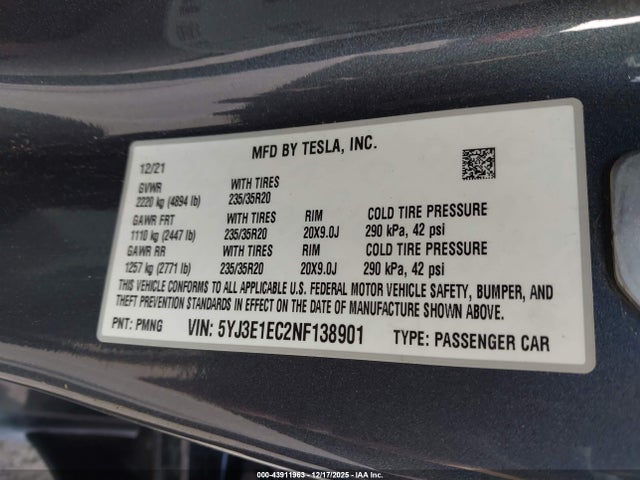 MFD BY TESLA, INC.
12/21
GVWR WITH TIRES
2220 kg (4894 lb) 235/35R20
GAWR FRT WITH TIRES RIM COLD TIRE PRESSURE
1110 kg (2447 lb) 235/35R20 20X9.0J 290 kPa, 42 psi
GAWR RR WITH TIRES RIM COLD TIRE PRESSURE
1257 kg (2771 lb) 235/35R20 20X9.0J 290 kPa, 42 psi
THIS VEHICLE CONFORMS TO ALL APPLICABLE U.S. FEDERAL MOTOR VEHICLE SAFETY, BUMPER, AND
THEFT PREVENTION STANDARDS IN EFFECT ON THE DATE OF MANUFACTURE SHOWN ABOVE.
PNT: PMNG VIN: 5YJ3E1EC2NF138901 TYPE: PASSENGER CAR
000-43911963 - 12/17/2025 - IAAI.COM